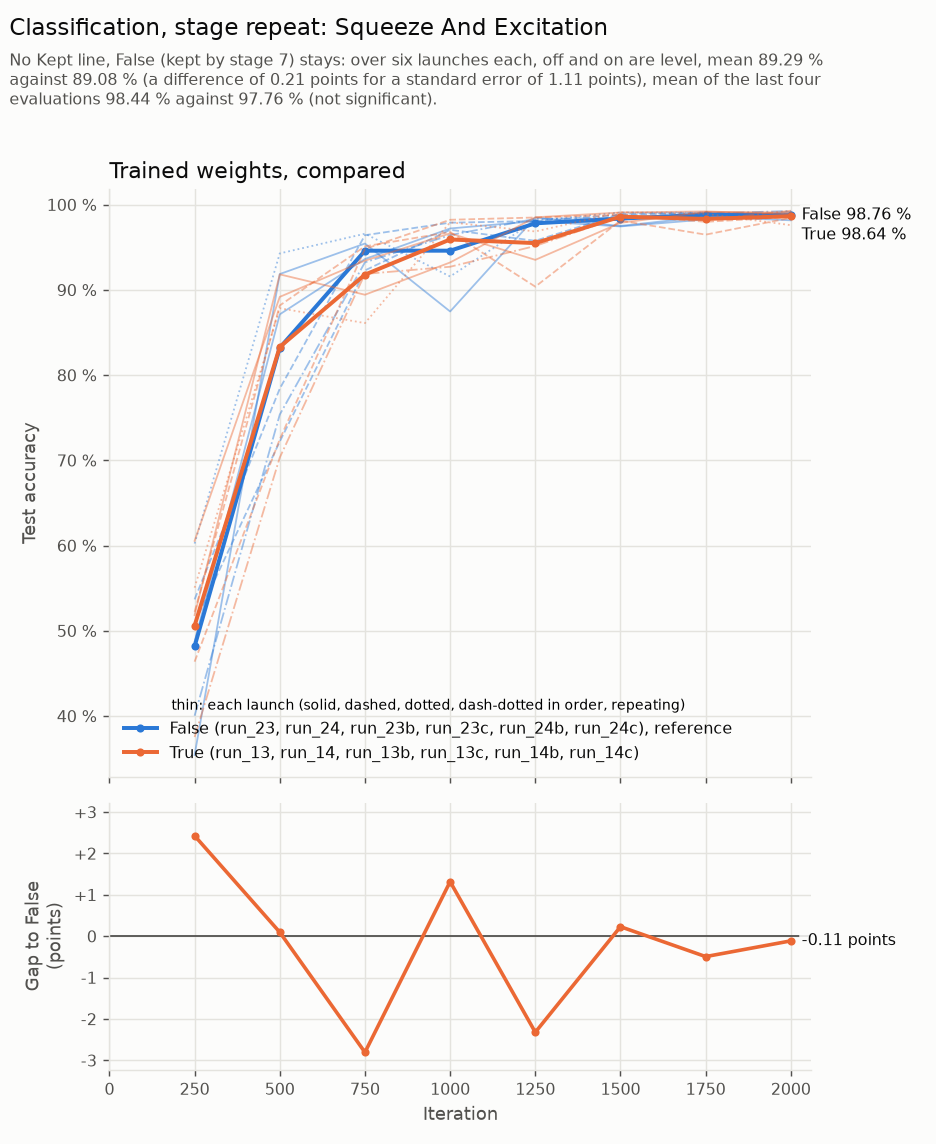 Classification, stage repeat: Squeeze And Excitation
No Kept line, False (kept by stage 7) stays: over six launches each, off and on are level, mean 89.29 %
against 89.08 % (a difference of 0.21 points for a standard error of 1.11 points), mean of the last four
evaluations 98.44 % against 97.76 % (not significant).
Trained weights, compared
100 %
90 %
80 %
70 %
60 %
50 %
40 %
Test accuracy
False 98.76 %
True 98.64 %
thin: each launch (solid, dashed, dotted, dash-dotted in order, repeating)
False (run_23, run_24, run_23b, run_23c, run_24b, run_24c), reference
True (run_13, run_14, run_13b, run_13c, run_14b, run_14c)
+3
+2
+1
0
-1
-2
-3
Gap to False
(points)
-0.11 points
0 250 500 750 1000 1250 1500 1750 2000
Iteration